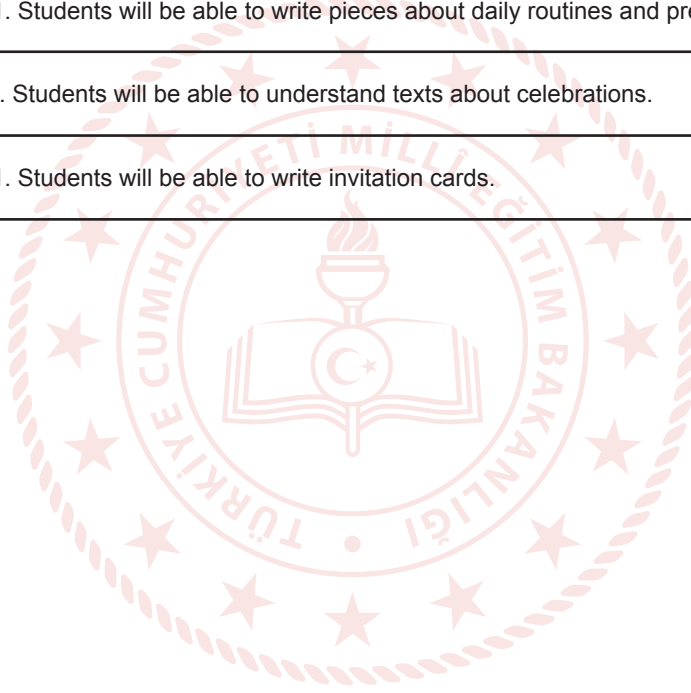 . Students will be able to write pieces about daily routines and
. Students will be able to understand texts about celebrations.
. Students will be able to write invitation cards.
TÜRKİYE CUMHURİYETİ MİLLÎ EĞİTİM BAKANLIĞI